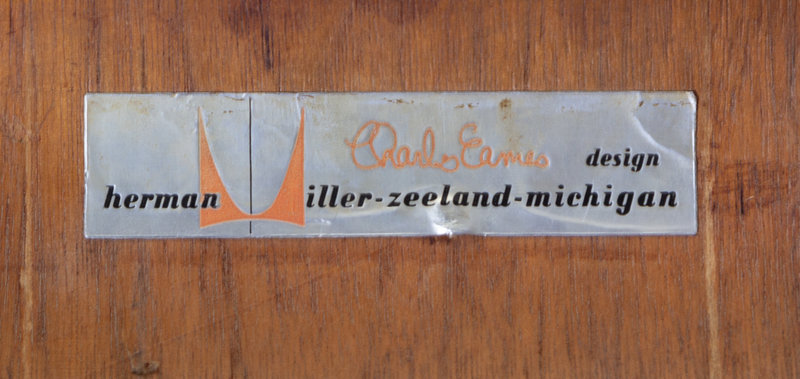 Charles Eames design
herman miller-zeeland-michigan